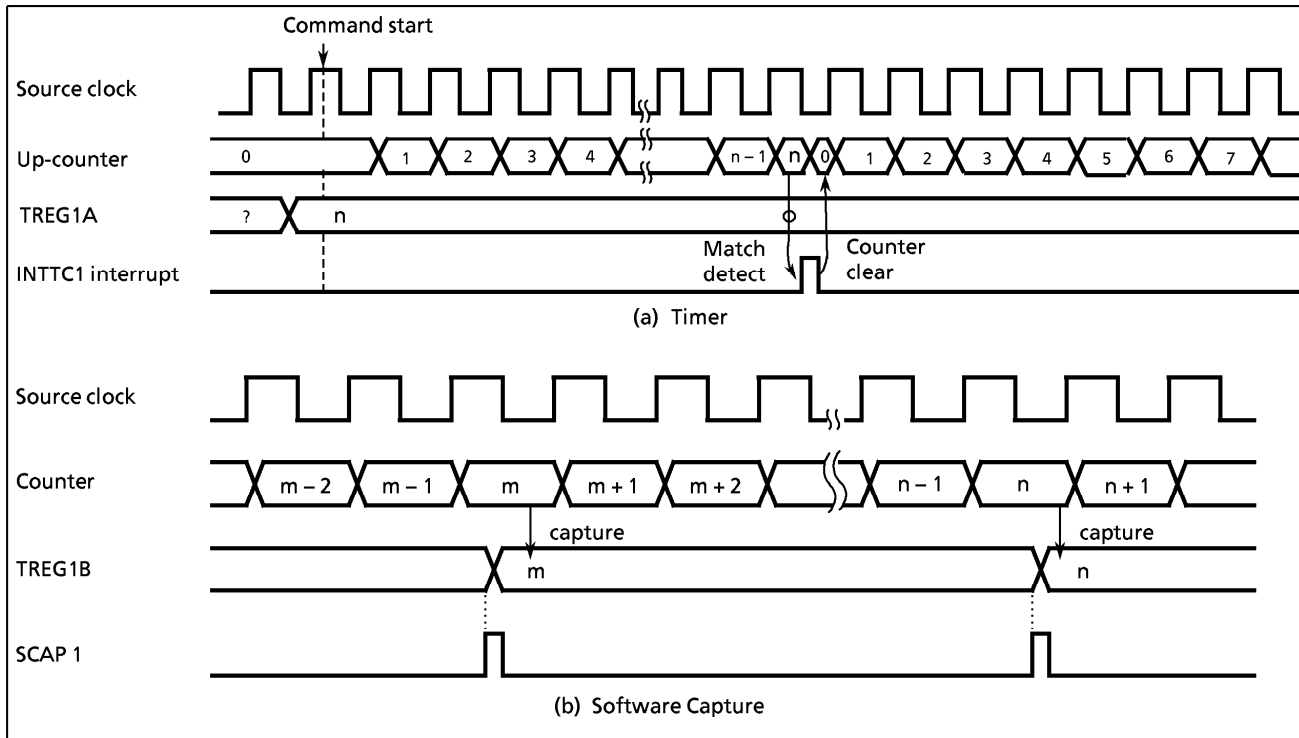 Command start
Source clock
Up-counter
0 1 2 3 4 n – 1 n 0 1 2 3 4 5 6 7
TREG1A
? n
Match detect
Counter clear
INTTC1 interrupt
(a) Timer
Source clock
Counter
m – 2 m – 1 m m + 1 m + 2 n – 1 n n + 1
capture capture
TREG1B
m n
SCAP 1
(b) Software Capture